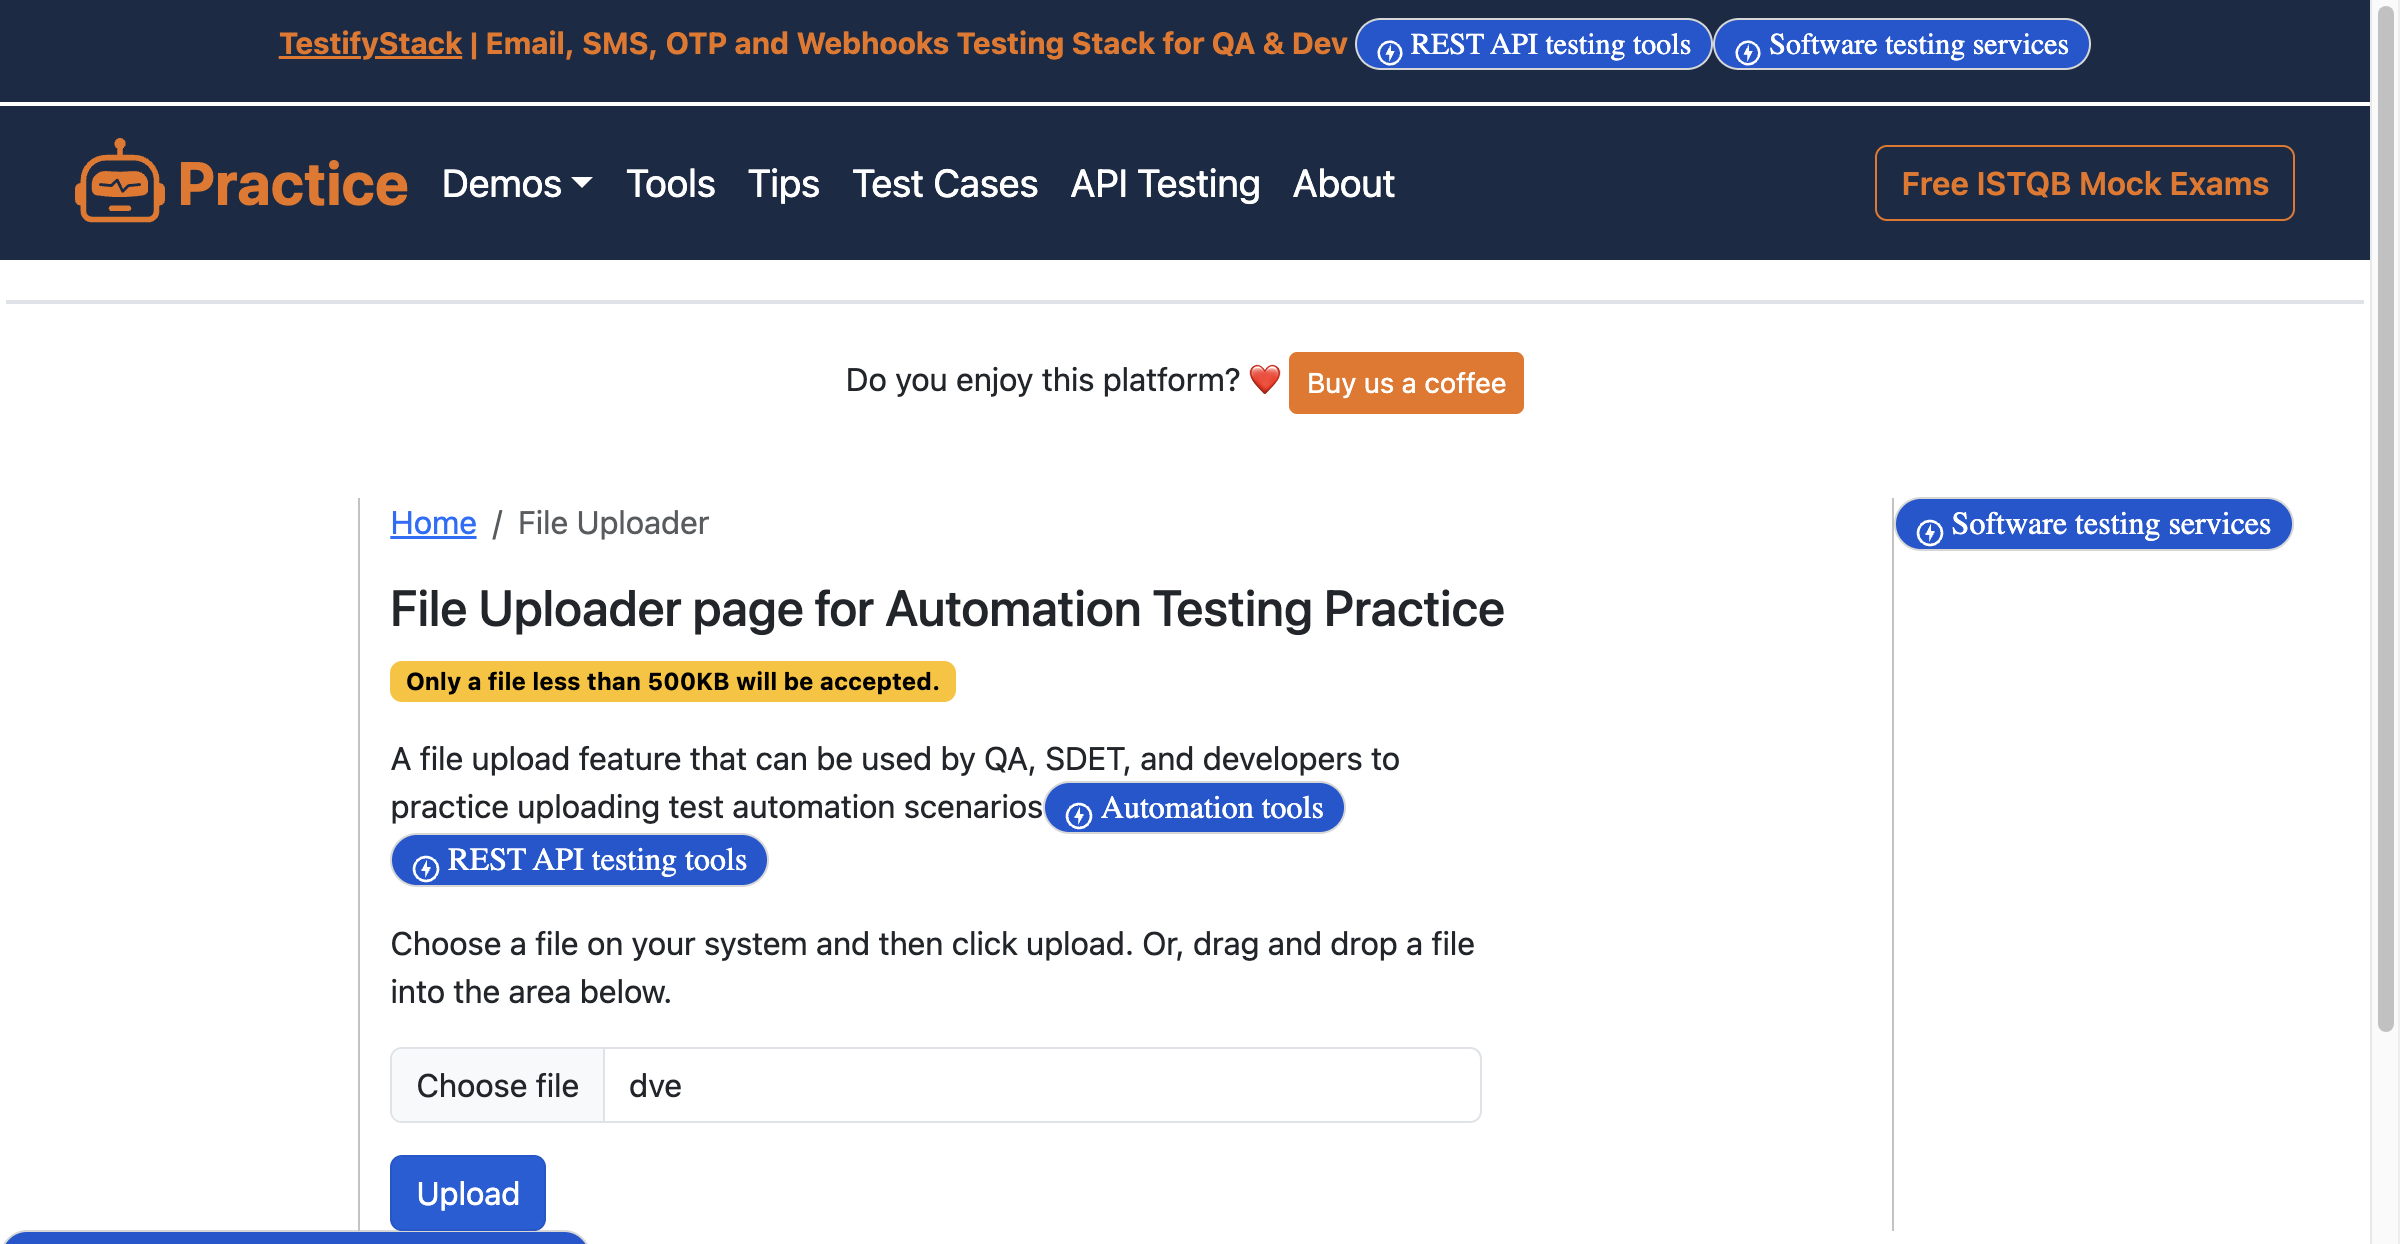 TestifyStack | Email, SMS, OTP and Webhooks Testing Stack for QA & Dev REST API testing tools Software testing services
Practice Demos Tools Tips Test Cases API Testing About Free ISTQB Mock Exams
Do you enjoy this platform? ❤️ Buy us a coffee
Home / File Uploader
Software testing services
File Uploader page for Automation Testing Practice
Only a file less than 500KB will be accepted.
A file upload feature that can be used by QA, SDET, and developers to
practice uploading test automation scenarios Automation tools
REST API testing tools
Choose a file on your system and then click upload. Or, drag and drop a file
into the area below.
Choose file dve
Upload